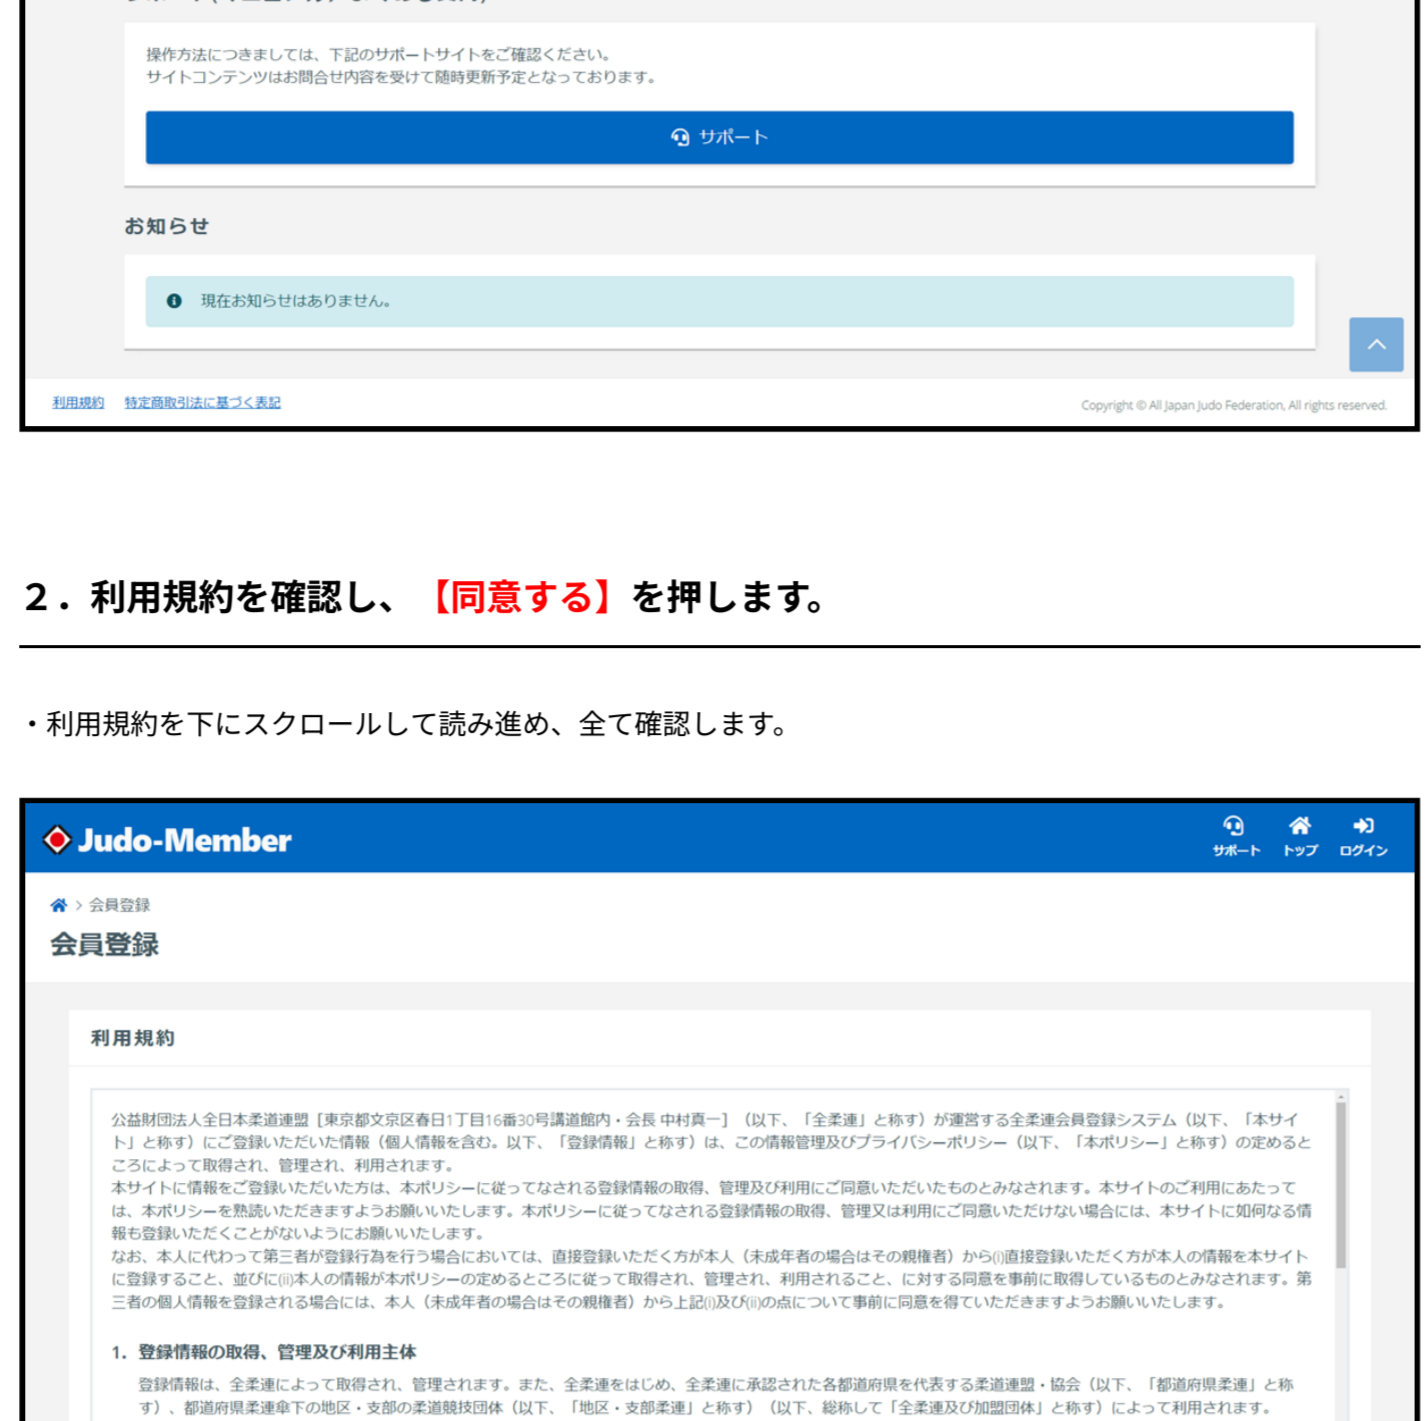 操作方法につきましては、下記のサポートサイトをご確認ください。
サイトコンテンツはお問合せ内容を受けて随時更新予定となっております。
サポート
お知らせ
現在お知らせはありません。
利用規約 特定商取引法に基づく表記
Copyright © All Japan Judo Federation, All rights reserved.
２．利用規約を確認し、【同意する】を押します。
・利用規約を下にスクロールして読み進め、全て確認します。
Judo-Member
サポート トップ ログイン
> 会員登録
会員登録
利用規約
公益財団法人全日本柔道連盟［東京都文京区春日1丁目16番30号講道館内・会長 中村真一］（以下、「全柔連」と称す）が運営する全柔連会員登録システム（以下、「本サイ
ト」と称す）にご登録いただいた情報（個人情報を含む。以下、「登録情報」と称す）は、この情報管理及びプライバシーポリシー（以下、「本ポリシー」と称す）の定めると
ころによって取得され、管理され、利用されます。
本サイトに情報をご登録いただいた方は、本ポリシーに従ってなされる登録情報の取得、管理及び利用にご同意いただいたものとみなされます。本サイトのご利用にあたって
は、本ポリシーを熟読いただきますようお願いいたします。本ポリシーに従ってなされる登録情報の取得、管理又は利用にご同意いただけない場合には、本サイトに如何なる情
報も登録いただくことがないようにお願いいたします。
なお、本人に代わって第三者が登録行為を行う場合においては、直接登録いただく方が本人（未成年者の場合はその親権者）から(i)直接登録いただく方が本人の情報を本サイト
に登録すること、並びに(ii)本人の情報が本ポリシーの定めるところに従って取得され、管理され、利用されること、に対する同意を事前に取得しているものとみなされます。第
三者の個人情報を登録される場合には、本人（未成年者の場合はその親権者）から上記(i)及び(ii)の点について事前に同意を得ていただきますようお願いいたします。
1. 登録情報の取得、管理及び利用主体
登録情報は、全柔連によって取得され、管理されます。また、全柔連をはじめ、全柔連に承認された各都道府県を代表する柔道連盟・協会（以下、「都道府県柔連」と称
す）、都道府県柔連傘下の地区・支部の柔道競技団体（以下、「地区・支部柔連」と称す）（以下、総称して「全柔連及び加盟団体」と称す）によって利用されます。